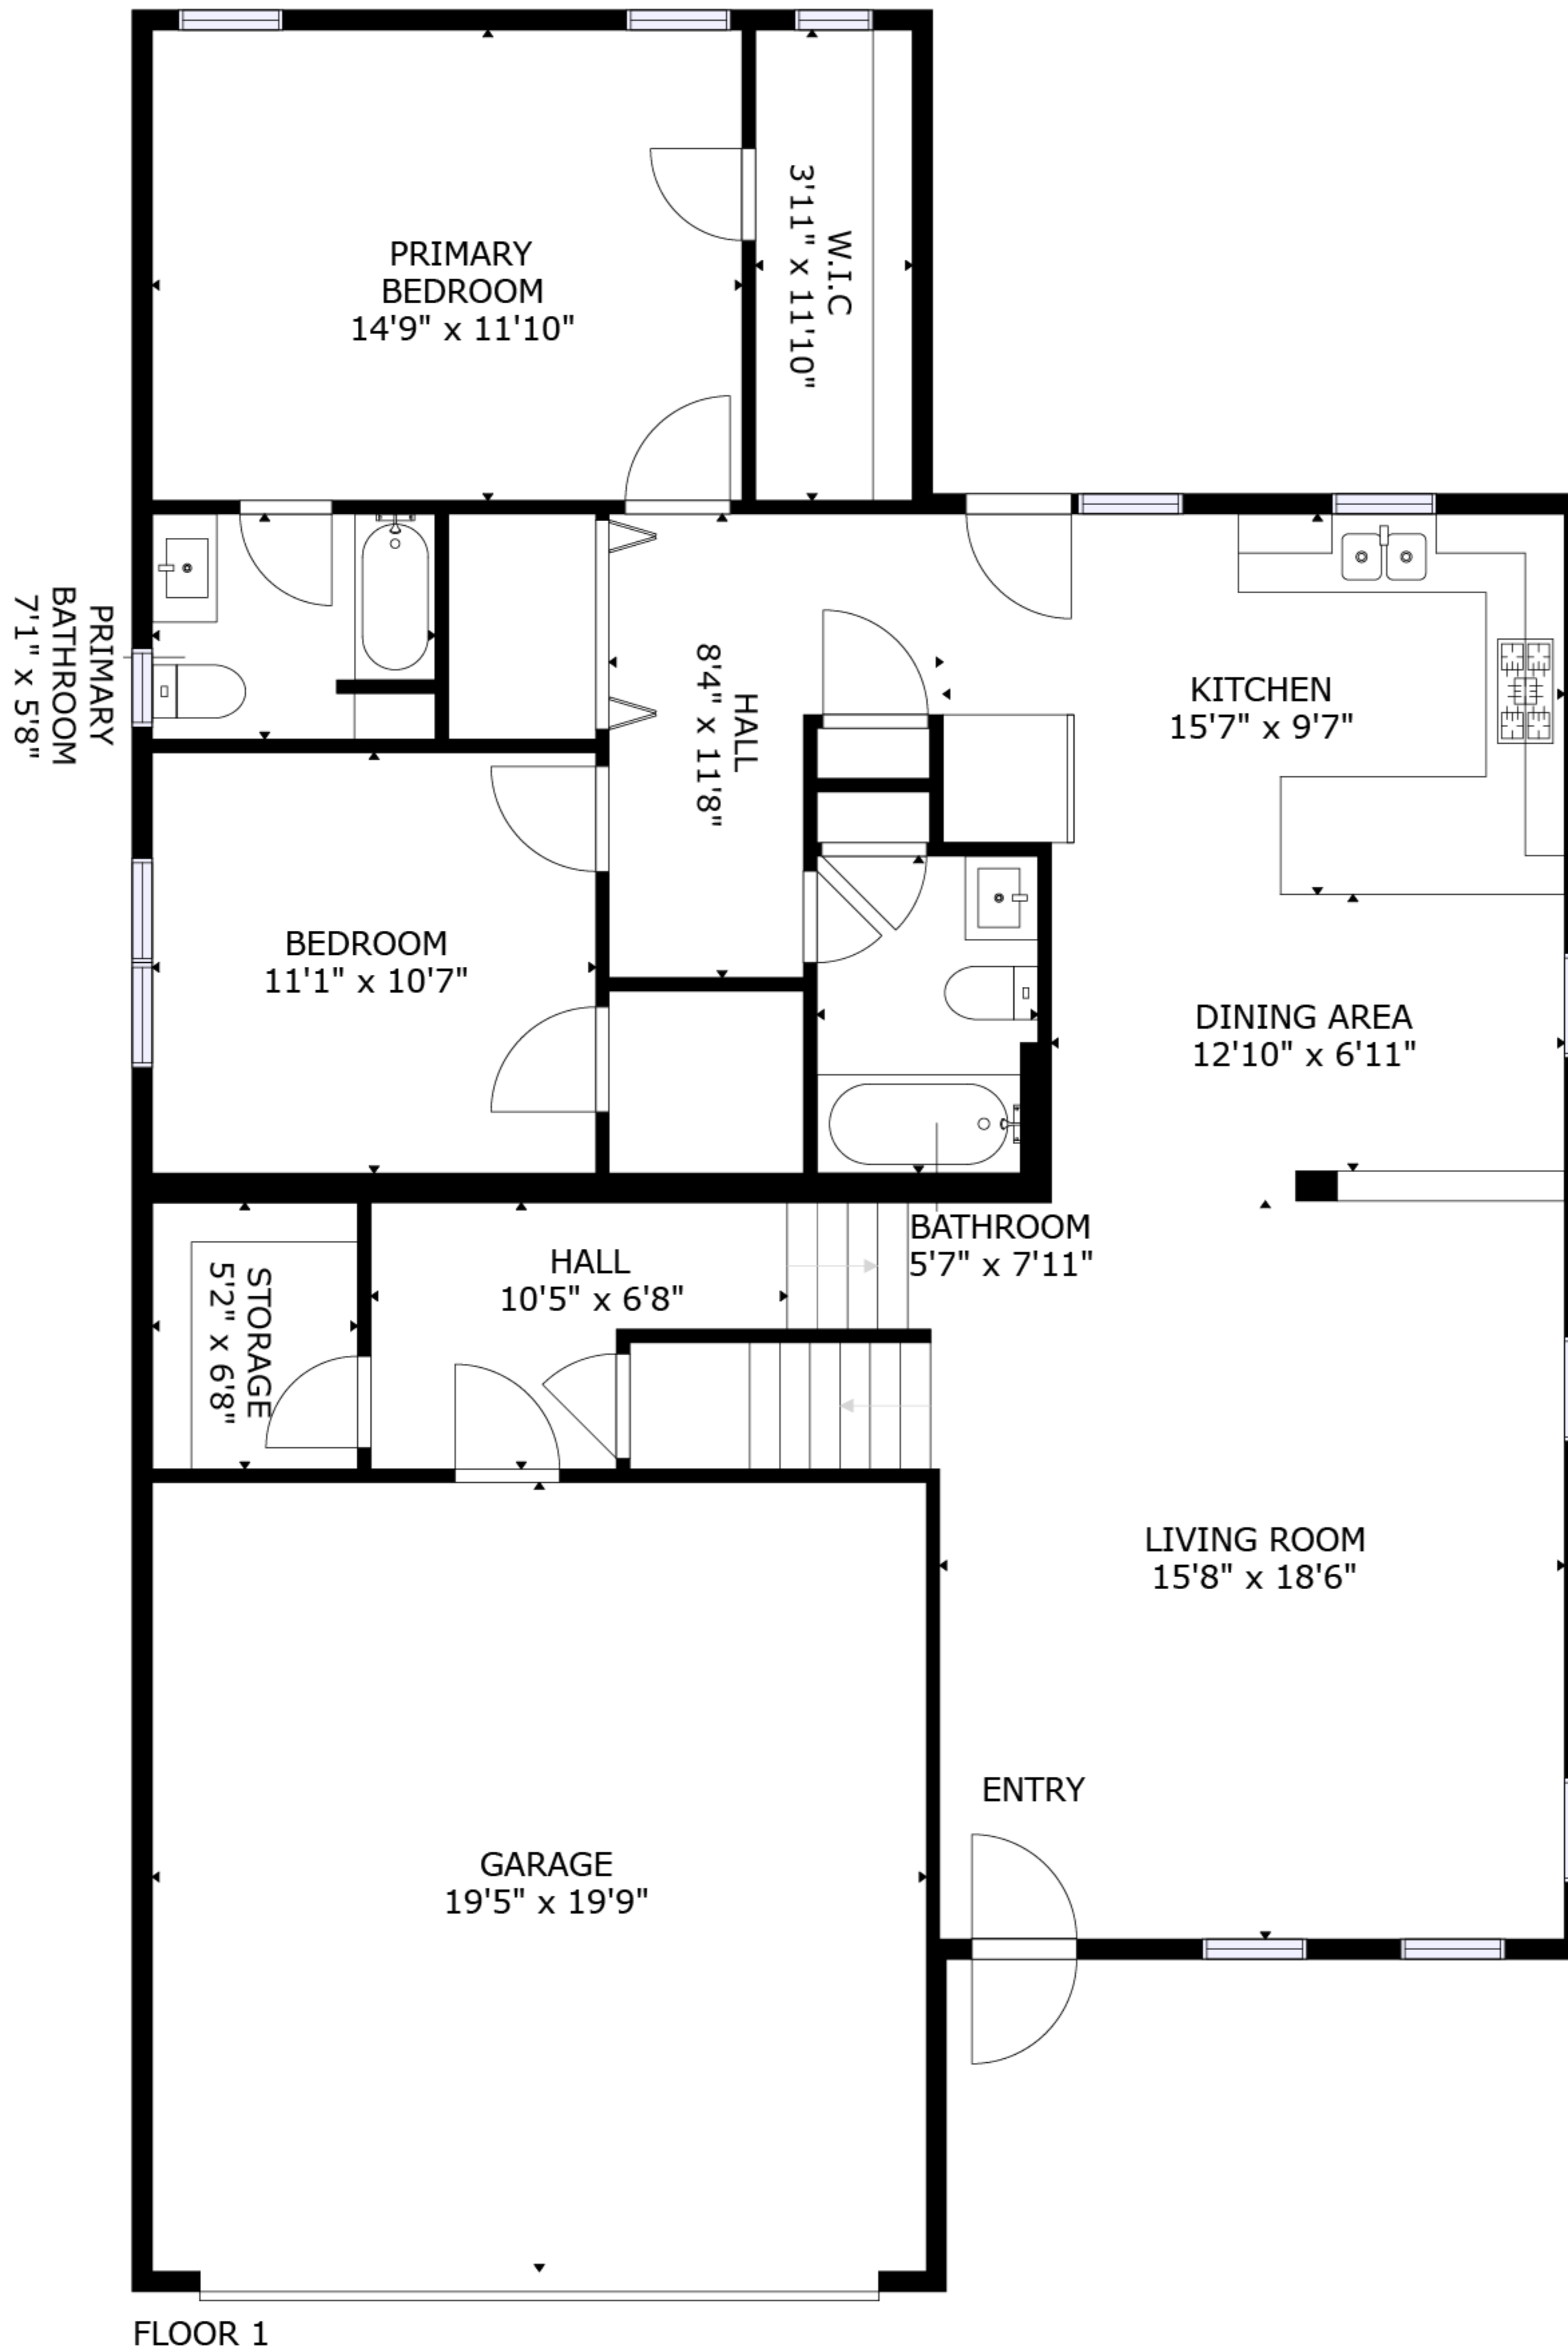 PRIMARY
BEDROOM
14'9" x 11'10"
W.I.C
3'11" x 11'10"
PRIMARY
BATHROOM
7'1" x 5'8"
HALL
8'4" x 11'8"
KITCHEN
15'7" x 9'7"
BEDROOM
11'1" x 10'7"
DINING AREA
12'10" x 6'11"
BATHROOM
5'7" x 7'11"
HALL
10'5" x 6'8"
STORAGE
5'2" x 6'8"
LIVING ROOM
15'8" x 18'6"
ENTRY
GARAGE
19'5" x 19'9"
FLOOR 1